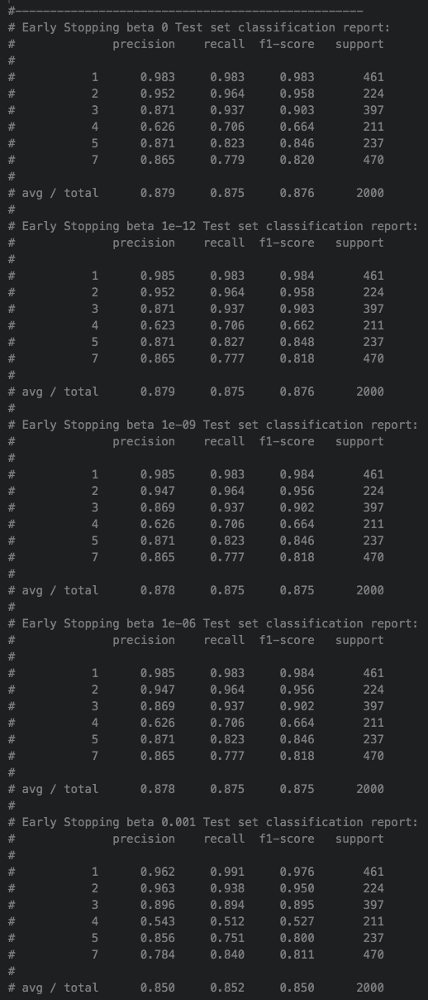 #--------------------------------------------------
# Early Stopping beta 0 Test set classification report:
#              precision    recall  f1-score   support
#
#           1      0.983     0.983     0.983       461
#           2      0.952     0.964     0.958       224
#           3      0.871     0.937     0.903       397
#           4      0.626     0.706     0.664       211
#           5      0.871     0.823     0.846       237
#           7      0.865     0.779     0.820       470
#
# avg / total      0.879     0.875     0.876      2000
#
# Early Stopping beta 1e-12 Test set classification report:
#              precision    recall  f1-score   support
#
#           1      0.985     0.983     0.984       461
#           2      0.952     0.964     0.958       224
#           3      0.871     0.937     0.903       397
#           4      0.623     0.706     0.662       211
#           5      0.871     0.827     0.848       237
#           7      0.865     0.777     0.818       470
#
# avg / total      0.879     0.875     0.876      2000
#
# Early Stopping beta 1e-09 Test set classification report:
#              precision    recall  f1-score   support
#
#           1      0.985     0.983     0.984       461
#           2      0.947     0.964     0.956       224
#           3      0.869     0.937     0.902       397
#           4      0.626     0.706     0.664       211
#           5      0.871     0.823     0.846       237
#           7      0.865     0.777     0.818       470
#
# avg / total      0.878     0.875     0.875      2000
#
# Early Stopping beta 1e-06 Test set classification report:
#              precision    recall  f1-score   support
#
#           1      0.985     0.983     0.984       461
#           2      0.947     0.964     0.956       224
#           3      0.869     0.937     0.902       397
#           4      0.626     0.706     0.664       211
#           5      0.871     0.823     0.846       237
#           7      0.865     0.777     0.818       470
#
# avg / total      0.878     0.875     0.875      2000
#
# Early Stopping beta 0.001 Test set classification report:
#              precision    recall  f1-score   support
#
#           1      0.962     0.991     0.976       461
#           2      0.963     0.938     0.950       224
#           3      0.896     0.894     0.895       397
#           4      0.543     0.512     0.527       211
#           5      0.856     0.751     0.800       237
#           7      0.784     0.840     0.811       470
#
# avg / total      0.850     0.852     0.850      2000